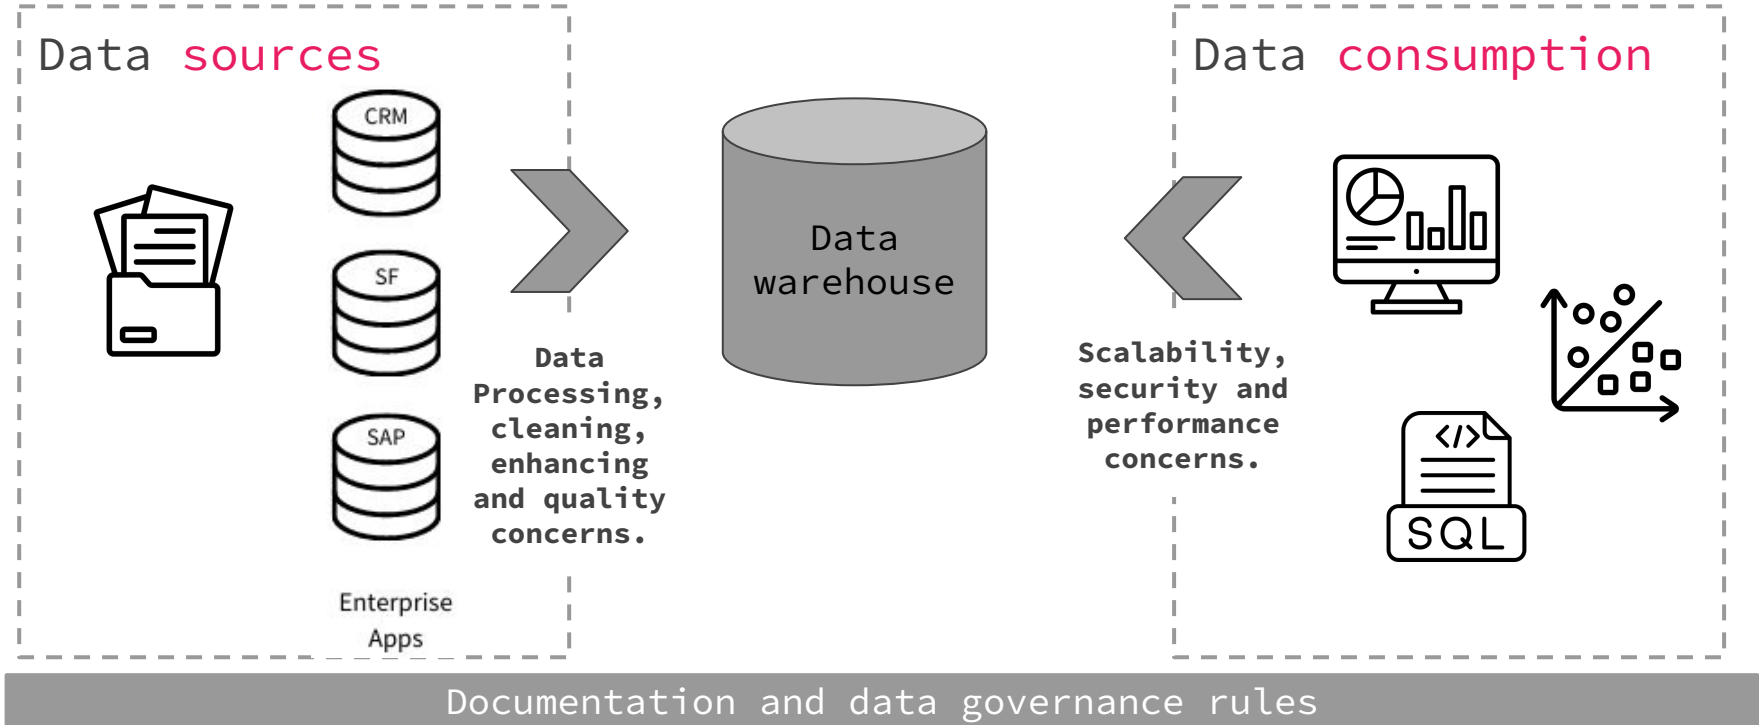 Data sources
CRM
SF
SAP
Enterprise
Apps
Data
Processing,
cleaning,
enhancing
and quality
concerns.
Data
warehouse
Scalability,
security and
performance
concerns.
Data consumption
</>
SQL
Documentation and data governance rules